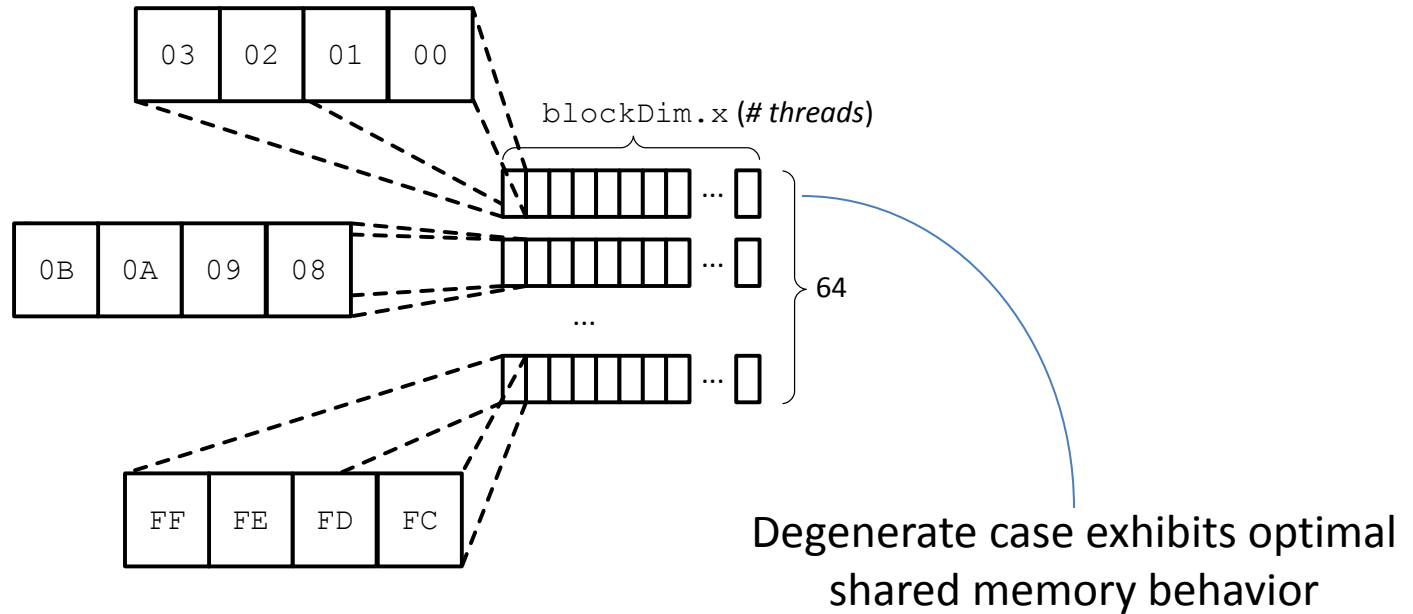 03 02 01 00
blockDim.x (# threads)
...
0B 0A 09 08
...
64
...
...
FF FE FD FC
Degenerate case exhibits optimal
shared memory behavior